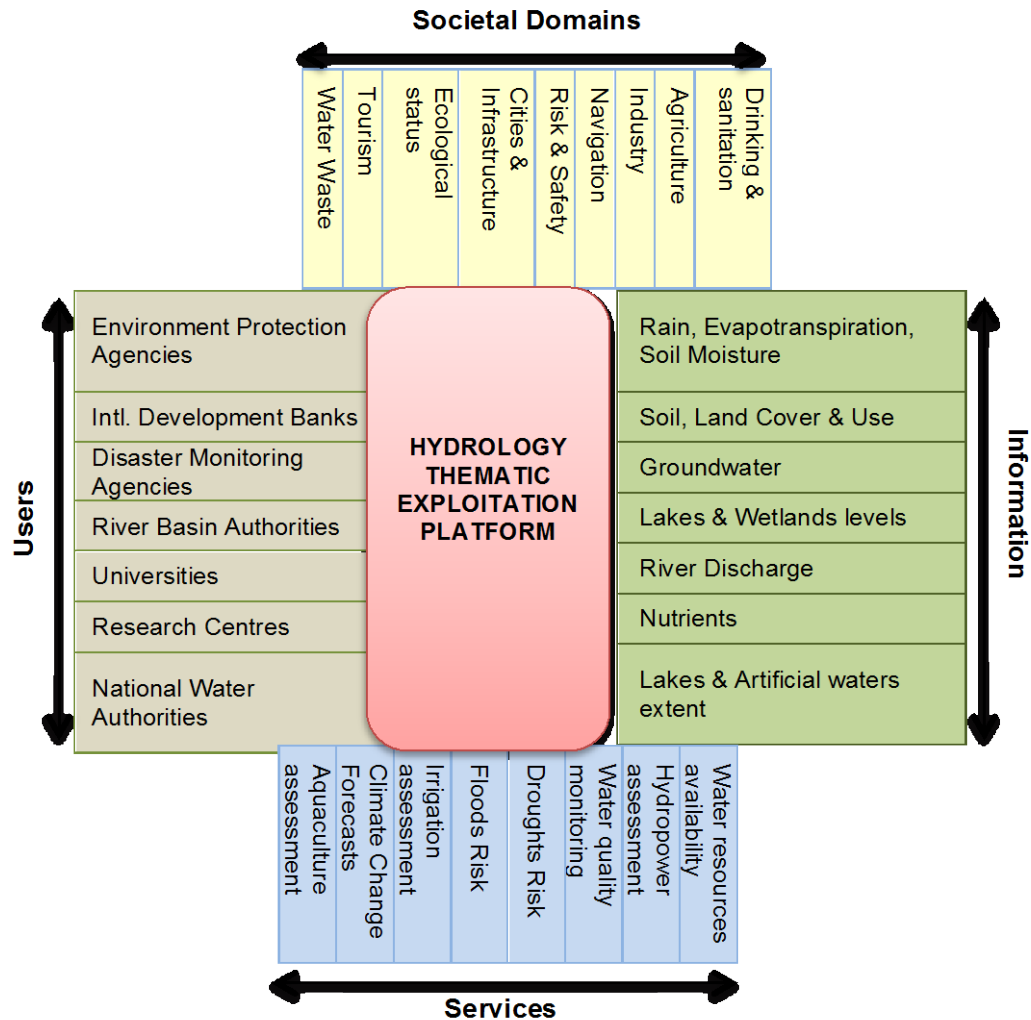 Societal Domains
Water Waste
Tourism
Ecological
status
Cities &
Infrastructure
Risk & Safety
Navigation
Industry
Agriculture
Drinking &
sanitation
Users
Environment Protection
Agencies
Intl. Development Banks
Disaster Monitoring
Agencies
River Basin Authorities
Universities
Research Centres
National Water
Authorities
HYDROLOGY
THEMATIC
EXPLOITATION
PLATFORM
Rain, Evapotranspiration,
Soil Moisture
Soil, Land Cover & Use
Groundwater
Lakes & Wetlands levels
River Discharge
Nutrients
Lakes & Artificial waters
extent
Information
Aquaculture
assessment
Climate Change
Forecasts
Irrigation
assessment
Floods Risk
Droughts Risk
Water quality
monitoring
Hydropower
assessment
Water resources
availability
Services